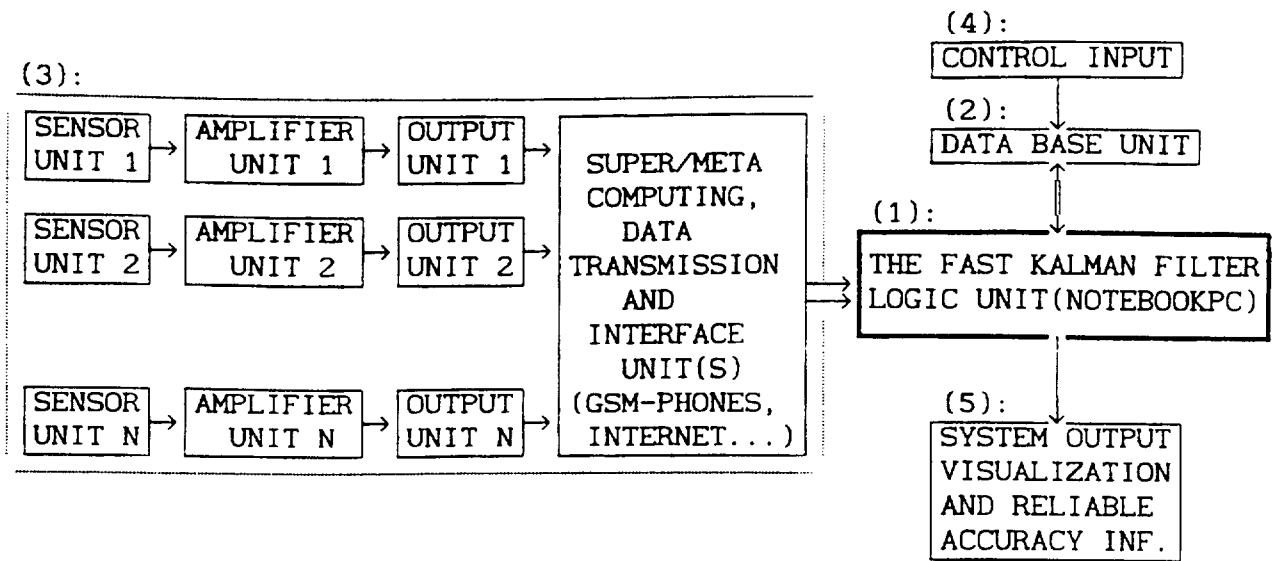 (3):
SENSOR
UNIT 1
AMPLIFIER
UNIT 1
OUTPUT
UNIT 1
SENSOR
UNIT 2
AMPLIFIER
UNIT 2
OUTPUT
UNIT 2
SENSOR
UNIT N
AMPLIFIER
UNIT N
OUTPUT
UNIT N
SUPER/META
COMPUTING,
DATA
TRANSMISSION
AND
INTERFACE
UNIT(S)
(GSM-PHONES,
INTERNET...)
(4):
CONTROL INPUT
(2):
DATA BASE UNIT
(1):
THE FAST KALMAN FILTER
LOGIC UNIT(NOTEBOOKPC)
(5):
SYSTEM OUTPUT
VISUALIZATION
AND RELIABLE
ACCURACY INF.